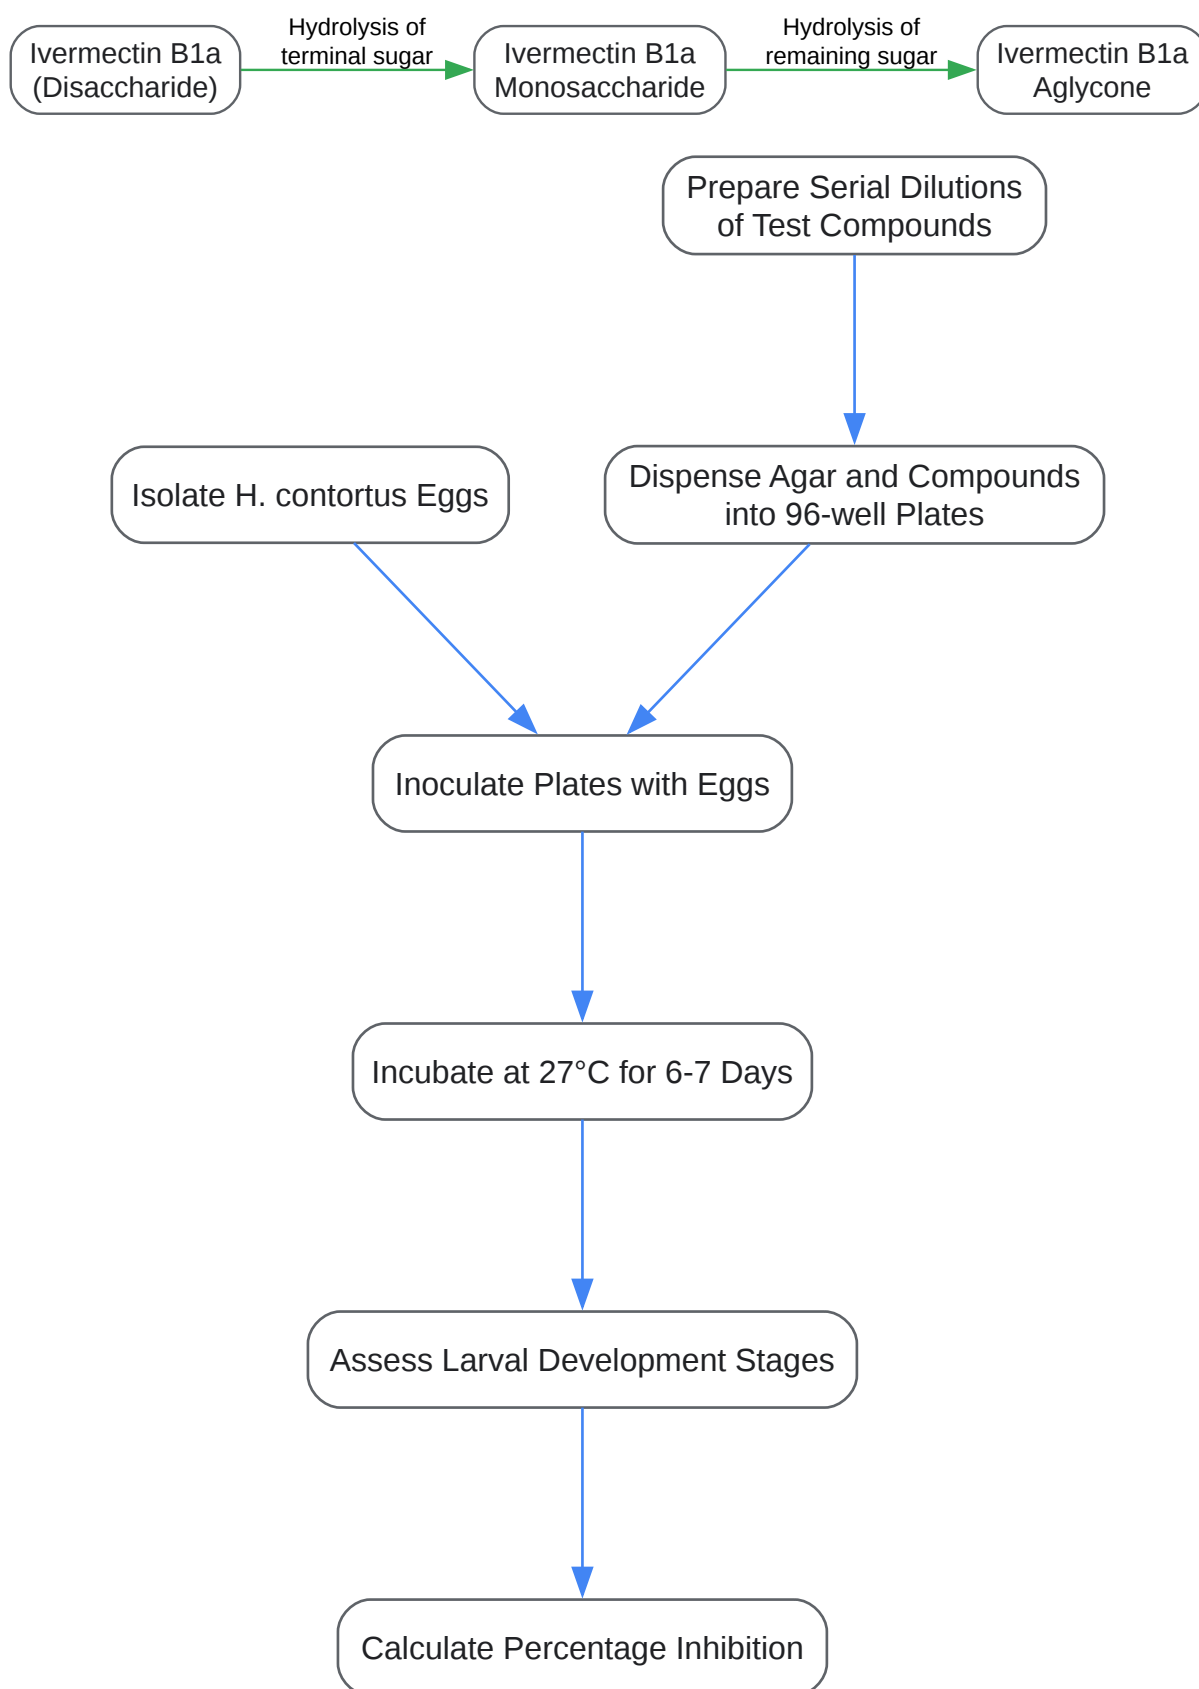 Ivermectin B1a
(Disaccharide)
Hydrolysis of
terminal sugar
Ivermectin B1a
Monosaccharide
Hydrolysis of
remaining sugar
Ivermectin B1a
Aglycone
Prepare Serial Dilutions
of Test Compounds
Isolate H. contortus Eggs
Dispense Agar and Compounds
into 96-well Plates
Inoculate Plates with Eggs
Incubate at 27°C for 6-7 Days
Assess Larval Development Stages
Calculate Percentage Inhibition